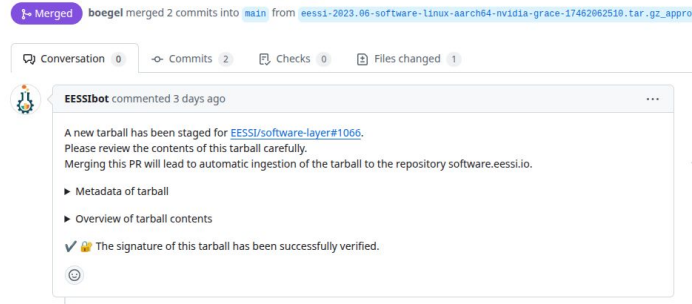 Merged boegel merged 2 commits into main from eessi-2023.06-software-linux-aarch64-nvidia-grace-17462062510.tar.gz_appro
Conversation 0 Commits 2 Checks 0 Files changed 1
EESSIbot commented 3 days ago ...
A new tarball has been staged for EESSI/software-layer#1066.
Please review the contents of this tarball carefully.
Merging this PR will lead to automatic ingestion of the tarball to the repository software.eessi.io.
▶ Metadata of tarball
▶ Overview of tarball contents
✔️ 🔐 The signature of this tarball has been successfully verified.